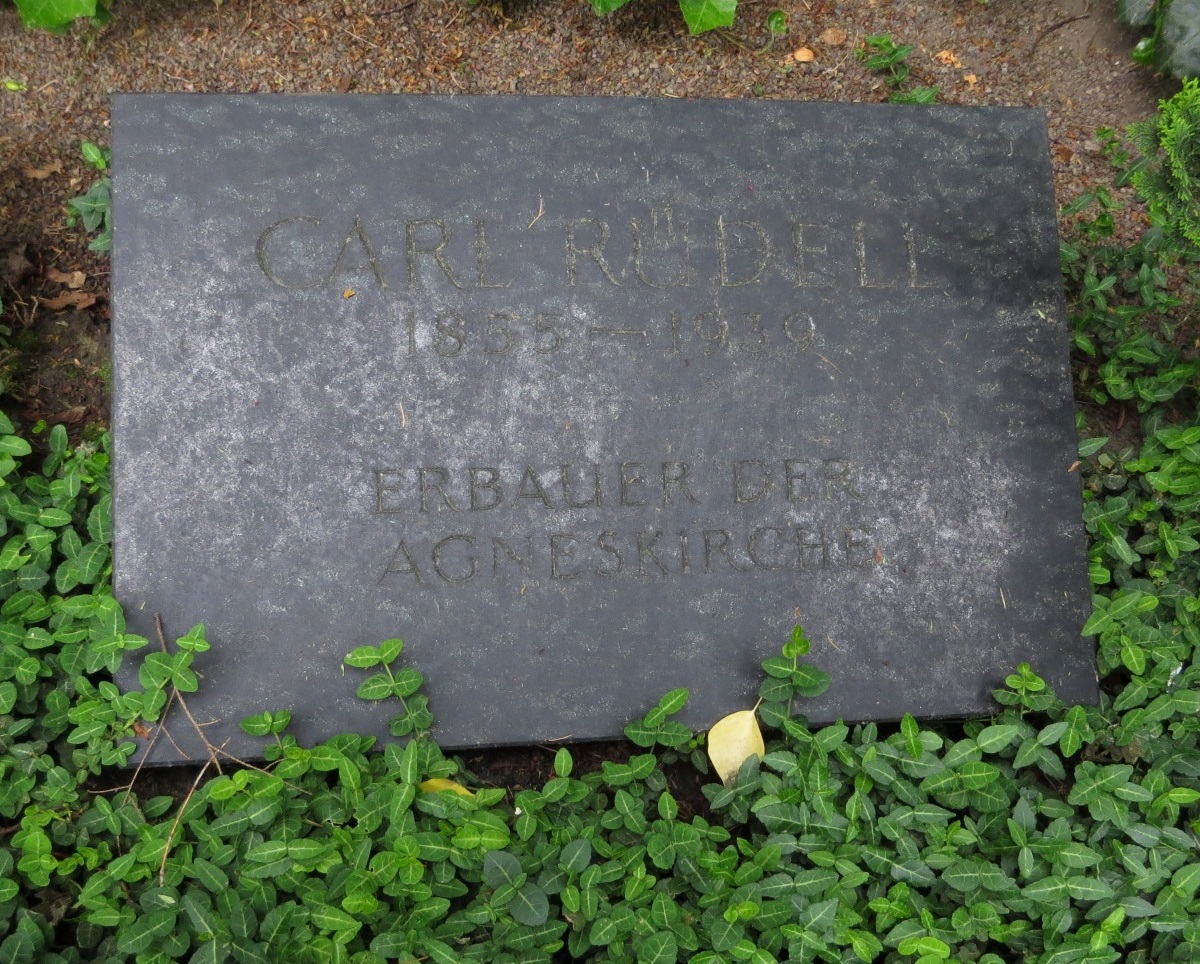 CARL RÜDELL
1855 — 1939
ERBAUER DER
AGNESKIRCHE